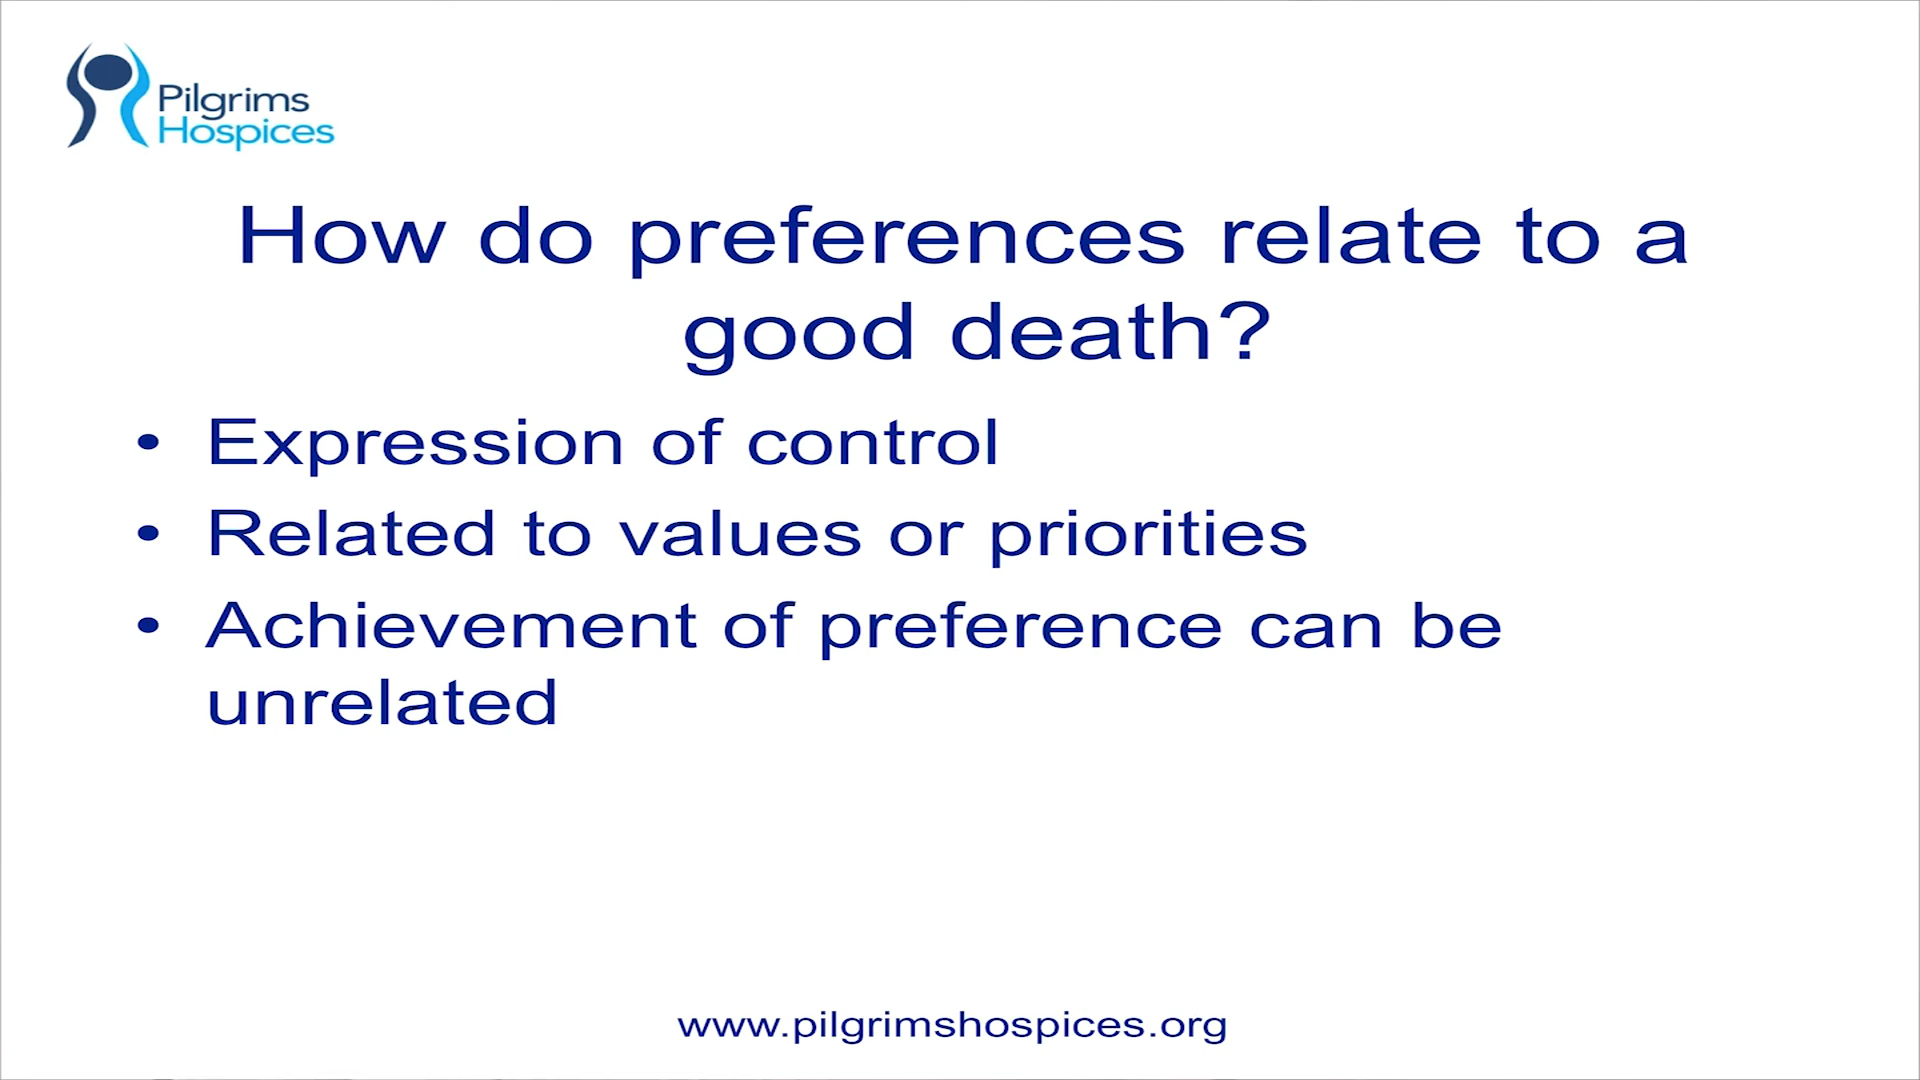 Pilgrims
Hospices
How do preferences relate to a
good death?
• Expression of control
• Related to values or priorities
• Achievement of preference can be
unrelated
www.pilgrimshospices.org